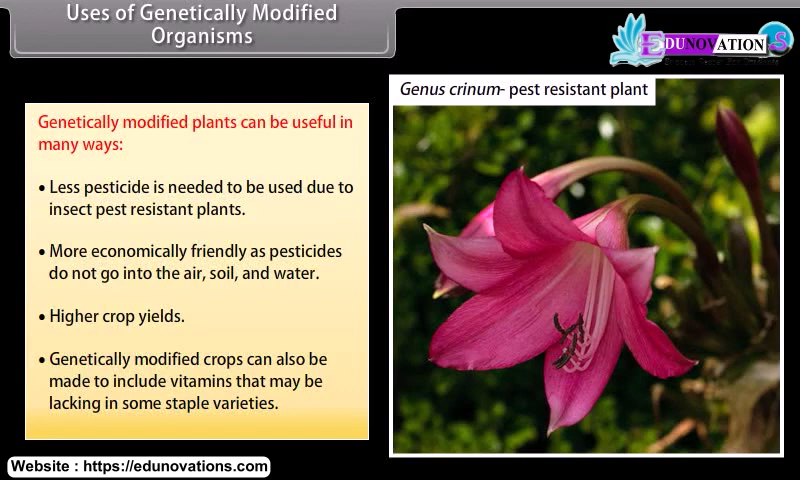 Uses of Genetically Modified
Organisms
EDUNOVATION
.S
Genus crinum- pest resistant plant
Genetically modified plants can be useful in
many ways:
• Less pesticide is needed to be used due to
insect pest resistant plants.
• More economically friendly as pesticides
do not go into the air, soil, and water.
• Higher crop yields.
• Genetically modified crops can also be
made to include vitamins that may be
lacking in some staple varieties.
Website : https://edunovations.com